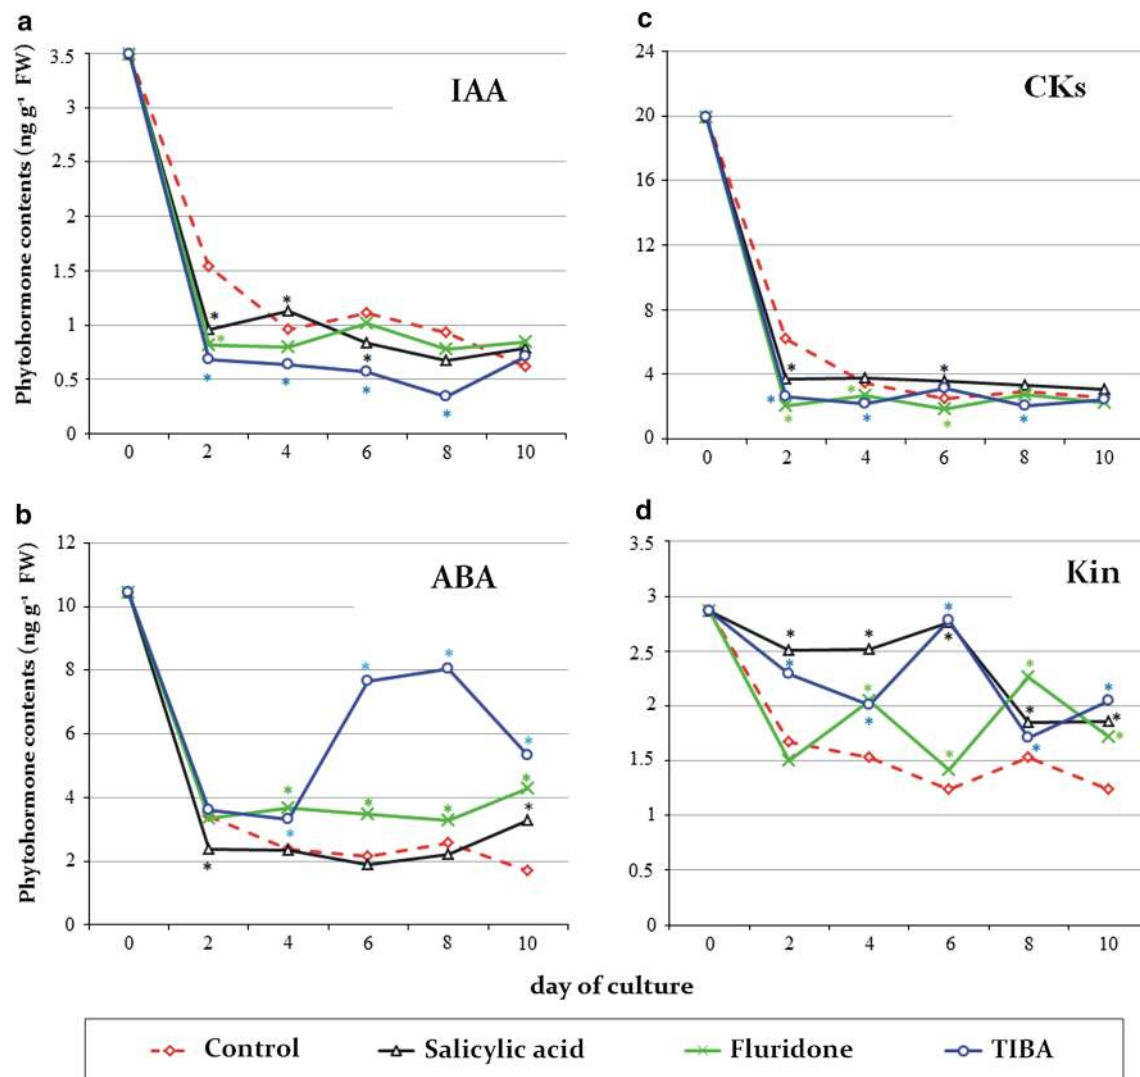 a
Phytohormone contents (ng g⁻¹ FW)
IAA
3.5
3
2.5
2
1.5
1
0.5
0
* * * * * * * *
0 2 4 6 8 10
c
CKs
24
20
16
12
8
4
0
* * * * * * * *
0 2 4 6 8 10
b
Phytohormone contents (ng g⁻¹ FW)
ABA
12
10
8
6
4
2
0
* * * * * * * * * *
0 2 4 6 8 10
d
Kin
3.5
3
2.5
2
1.5
1
0.5
0
* * * * * * * * * * * * * *
0 2 4 6 8 10
day of culture
Control Salicylic acid Fluridone TIBA